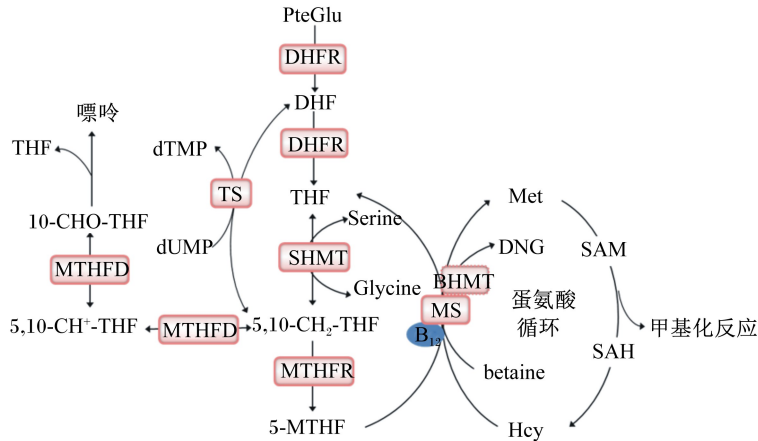 PteGlu
DHFR
DHF
嘌呤
THF
dTMP
DHFR
TS
THF
Serine
Met
10-CHO-THF
dUMP
DNG
SAM
SHMT
MTHFD
BHMT
Glycine
MS
蛋氨酸
循环
5,10-CH⁺-THF
MTHFD
5,10-CH₂-THF
B₁₂
甲基化反应
SAH
MTHFR
betaine
5-MTHF
Hcy